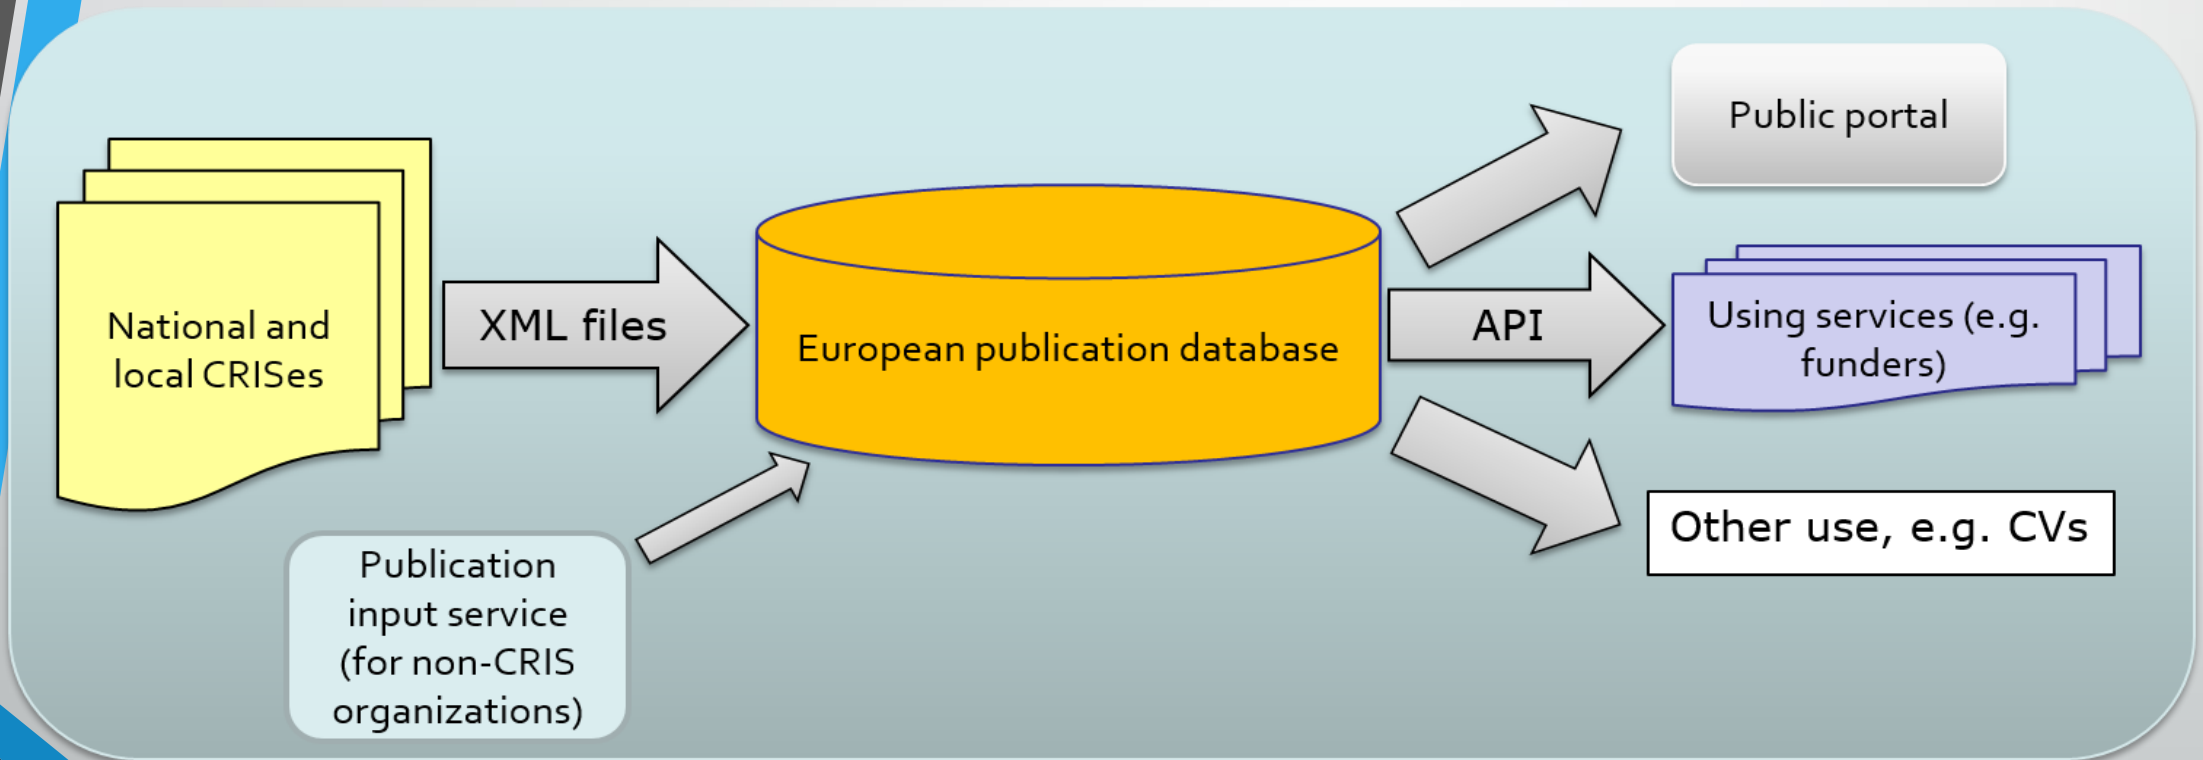 National and
local CRISes
XML files
Publication
input service
(for non-CRIS
organizations)
European publication database
Public portal
API
Using services (e.g.
funders)
Other use, e.g. CVs